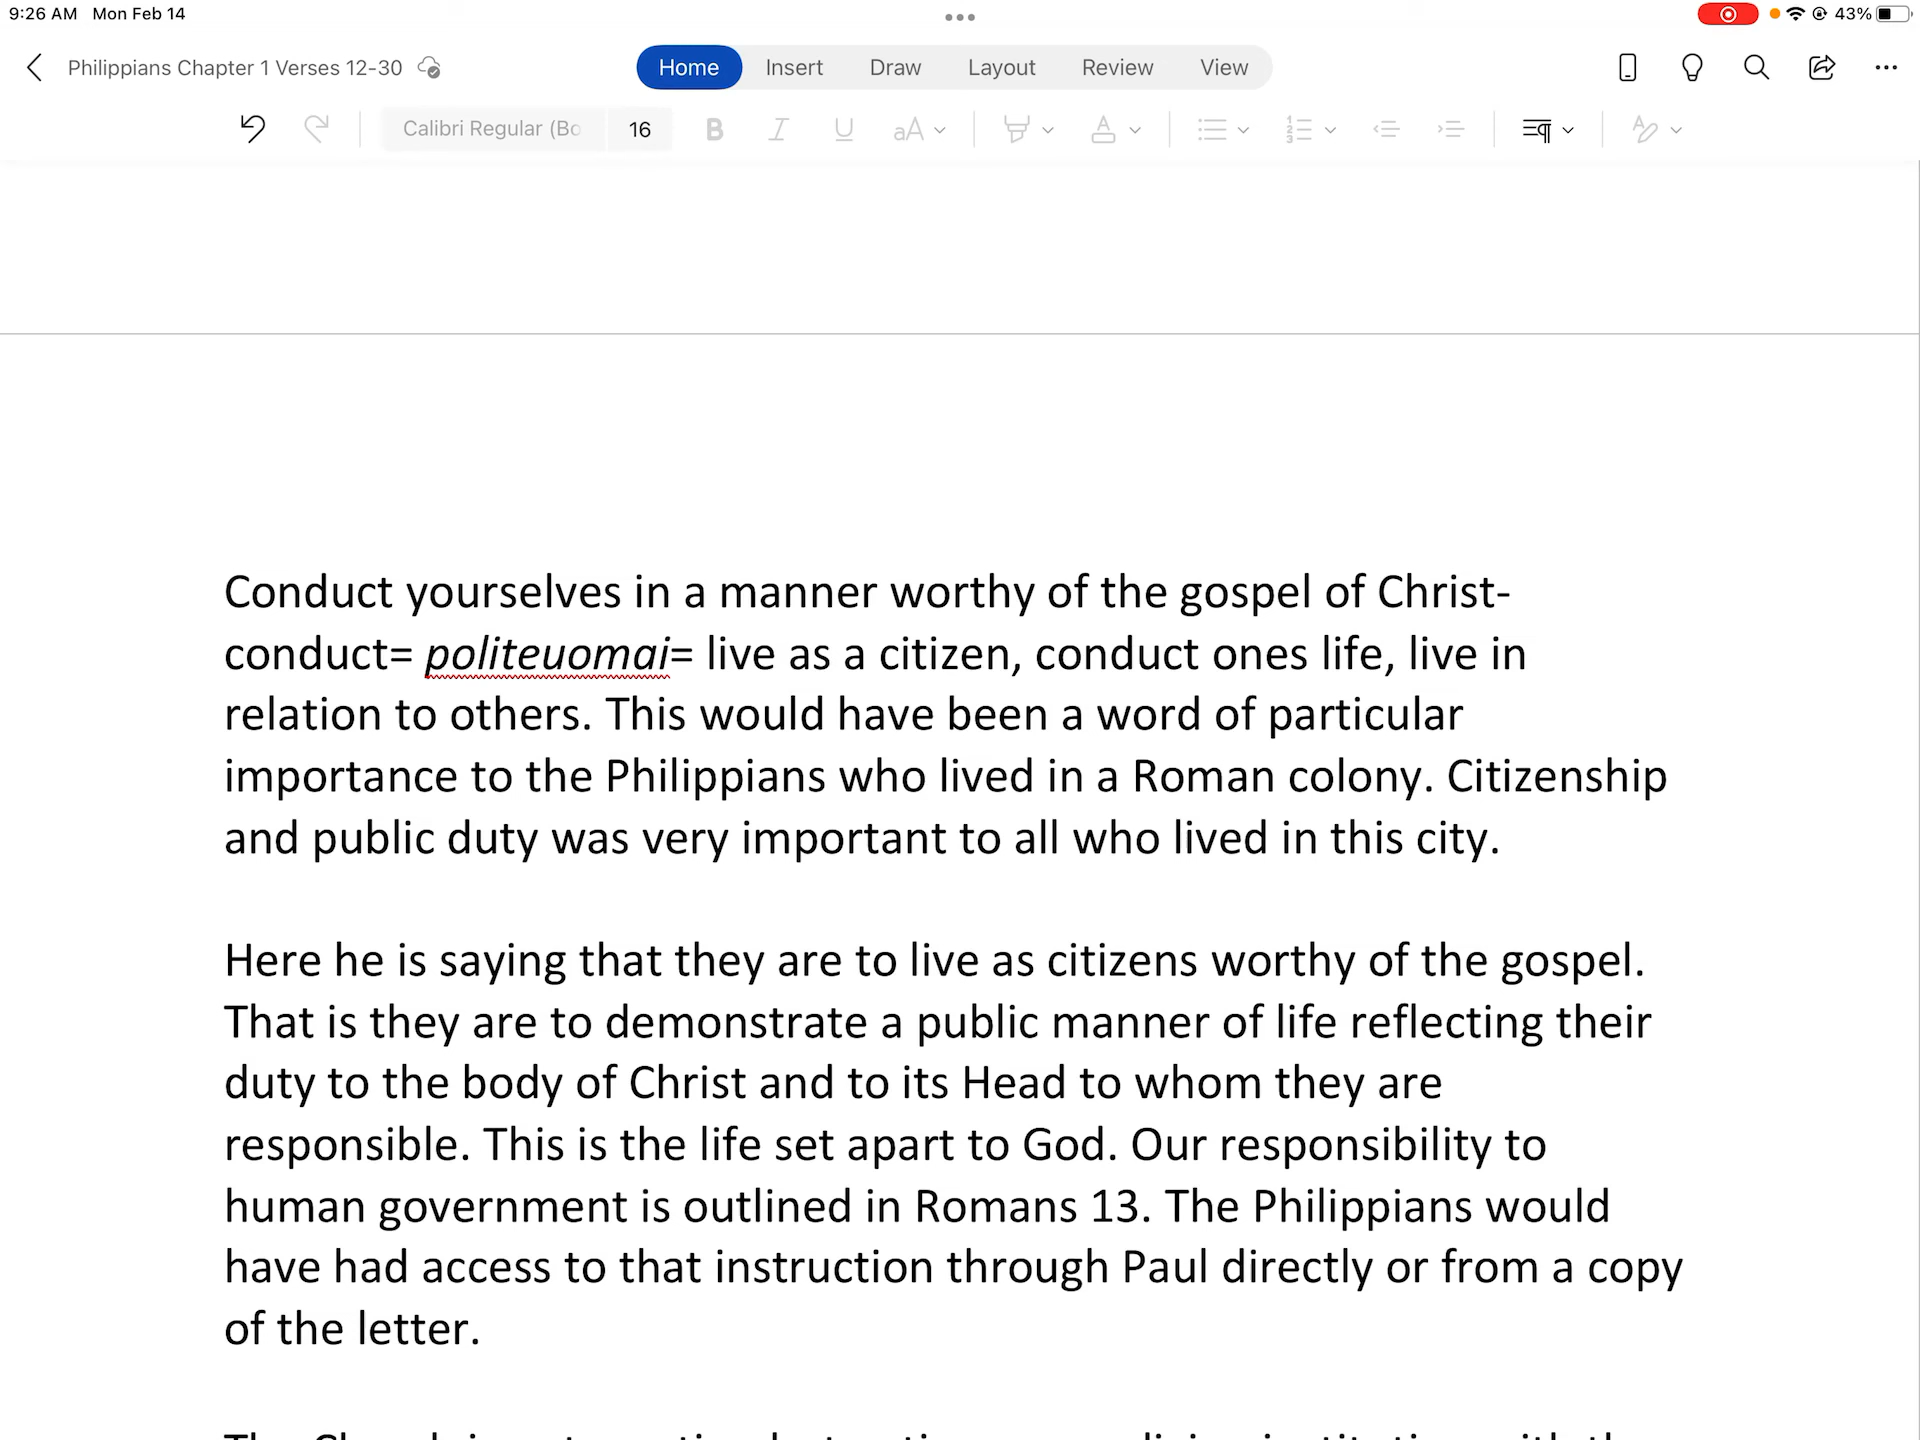 9:26 AM Mon Feb 14
43%
Philippians Chapter 1 Verses 12-30
Home Insert Draw Layout Review View
Calibri Regular (Bo 16 B I U aA A
Conduct yourselves in a manner worthy of the gospel of Christ-
conduct= politeuomai= live as a citizen, conduct ones life, live in
relation to others. This would have been a word of particular
importance to the Philippians who lived in a Roman colony. Citizenship
and public duty was very important to all who lived in this city.
Here he is saying that they are to live as citizens worthy of the gospel.
That is they are to demonstrate a public manner of life reflecting their
duty to the body of Christ and to its Head to whom they are
responsible. This is the life set apart to God. Our responsibility to
human government is outlined in Romans 13. The Philippians would
have had access to that instruction through Paul directly or from a copy
of the letter.